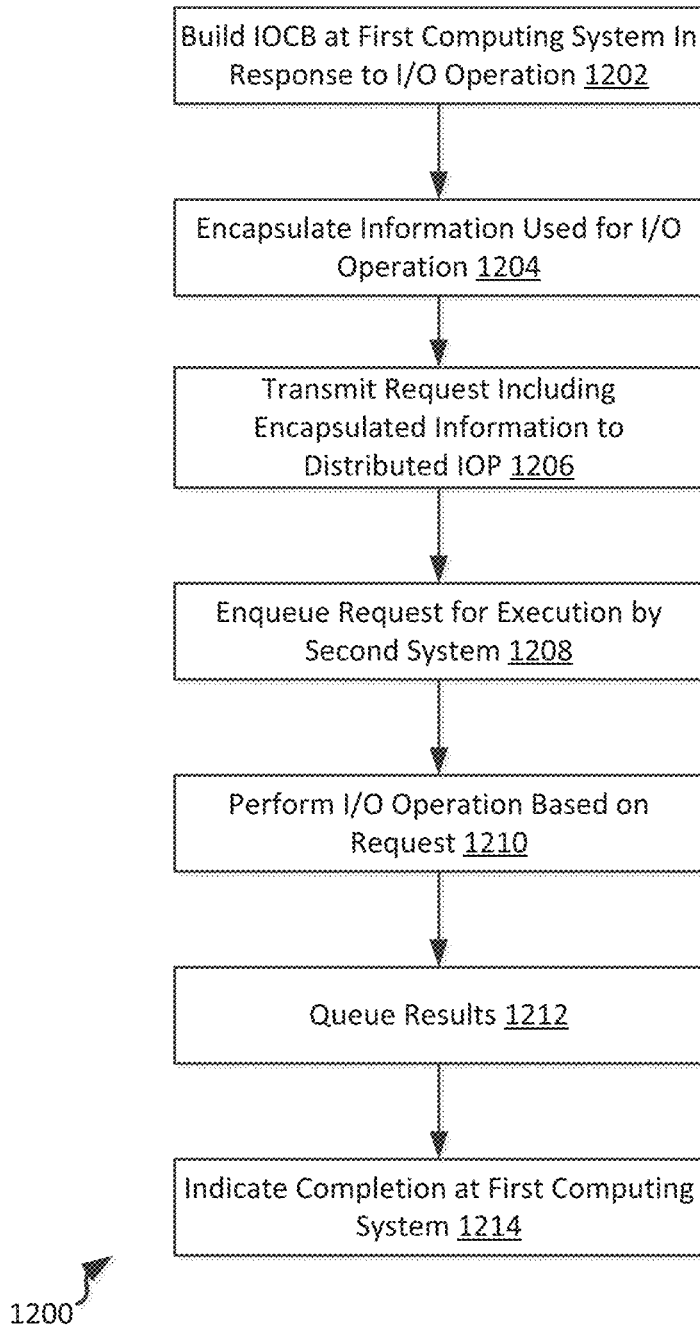 Build IOCB at First Computing System In
Response to I/O Operation 1202
Encapsulate Information Used for I/O
Operation 1204
Transmit Request Including
Encapsulated Information to
Distributed IOP 1206
Enqueue Request for Execution by
Second System 1208
Perform I/O Operation Based on
Request 1210
Queue Results 1212
Indicate Completion at First Computing
System 1214
1200